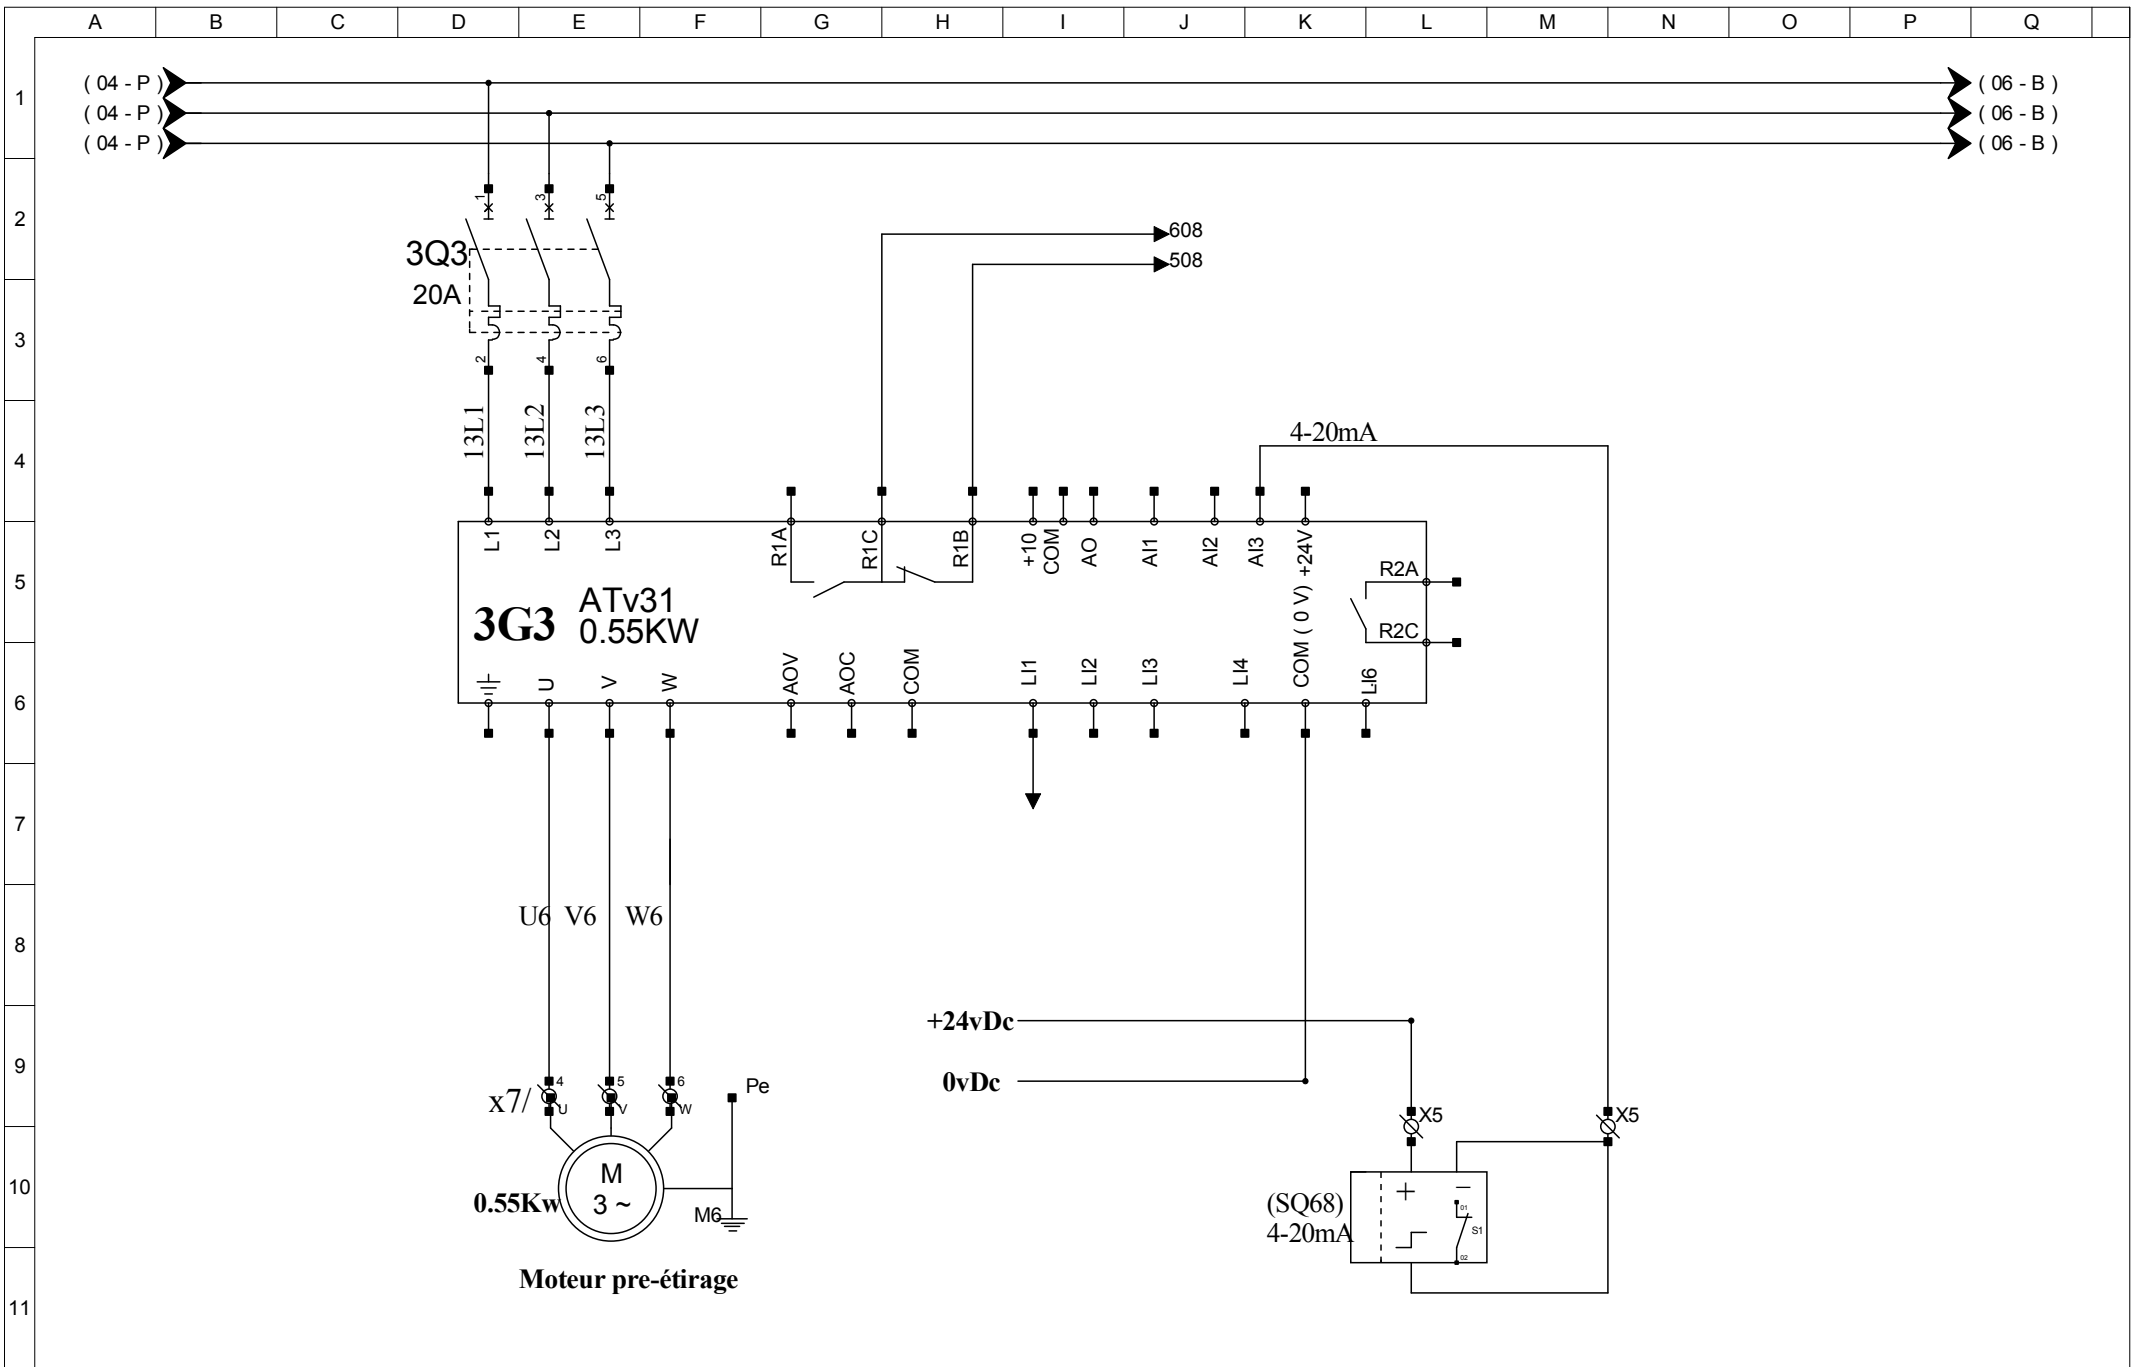 A B C D E F G H I J K L M N O P Q
1
( 04 - P ) ( 06 - B )
( 04 - P ) ( 06 - B )
( 04 - P ) ( 06 - B )
2
1 3 5
608
3Q3
508
20A
3
2 4 6
13L1 13L2 13L3
4
4-20mA
L1 L2 L3 R1A R1C R1B +10 COM AO AI1 AI2 AI3 +24V
5
R2A
3G3 ATv31
0.55KW
COM ( 0 V)
R2C
U V W AOV AOC COM LI1 LI2 LI3 LI4 LI6
6
7
U6 V6 W6
8
+24vDc
9
0vDc
4 5 6 Pe
x7/ U V W
X5 X5
10
M
3 ~
0.55Kw
M6
(SQ68)
4-20mA
+ −
01
S1
02
Moteur pre-étirage
11